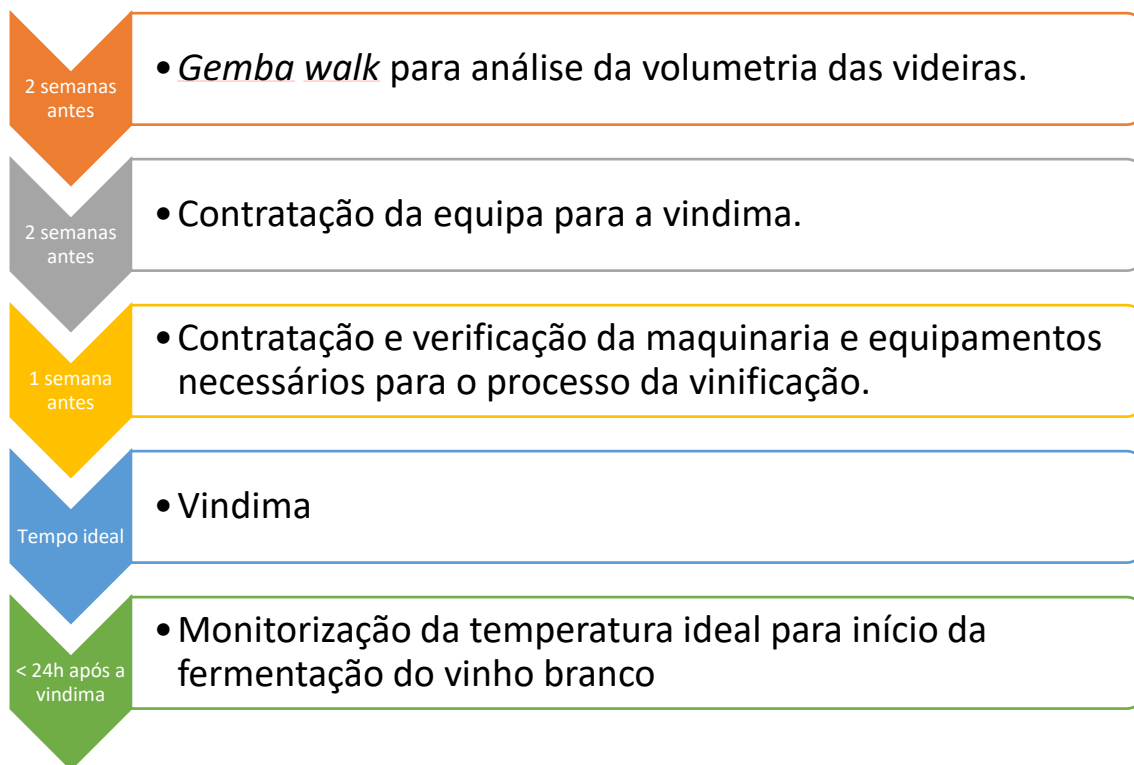 2 semanas
antes
• Gemba walk para análise da volumetria das videiras.
2 semanas
antes
• Contratação da equipa para a vindima.
1 semana
antes
• Contratação e verificação da maquinaria e equipamentos
necessários para o processo da vinificação.
Tempo ideal
• Vindima
< 24h após a
vindima
• Monitorização da temperatura ideal para início da
fermentação do vinho branco